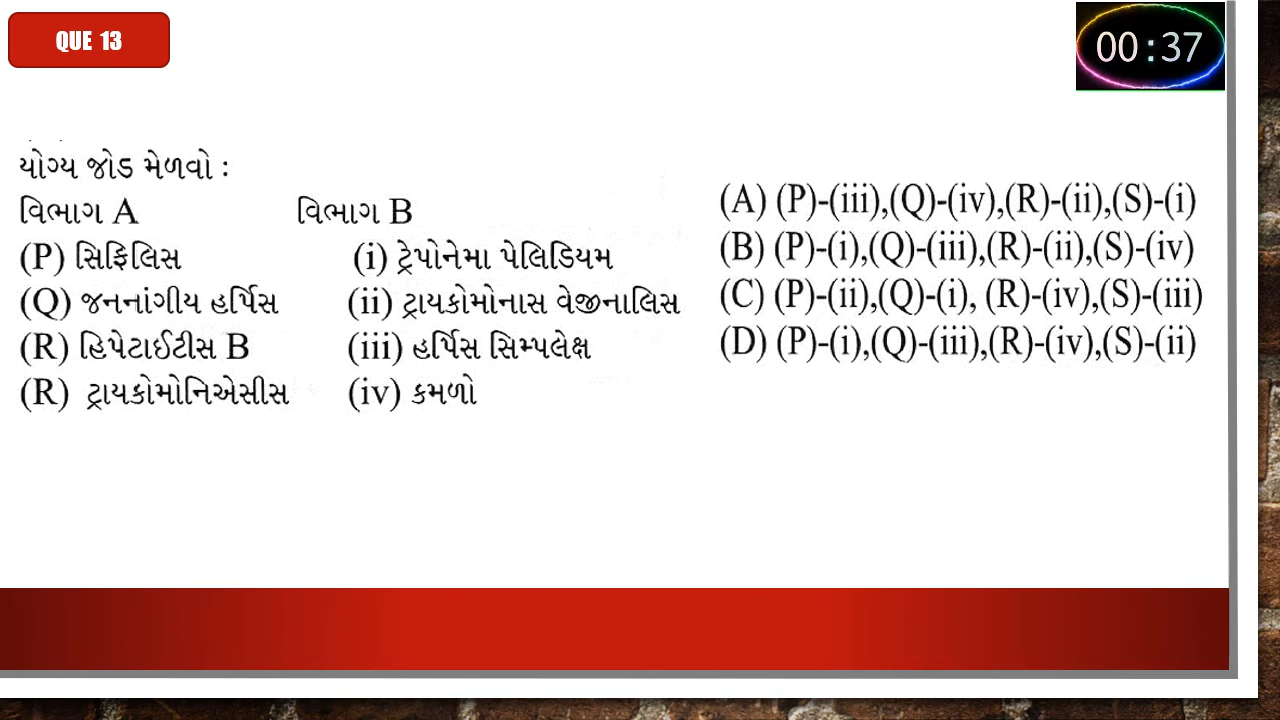 QUE 13
00:37
યોગ્ય જોડ મેળવો :
વિભાગ A વિભાગ B
(P) સિફિલિસ (i) ટ્રેપોનેમા પેલિડિયમ
(Q) જનનાંગીય હર્પિસ (ii) ટ્રાયકોમોનાસ વેજીનાલિસ
(R) હિપેટાઈટીસ B (iii) હર્પિસ સિમ્પલેક્ષ
(R) ટ્રાયકોમોનિએસીસ (iv) કમળો
(A) (P)-(iii),(Q)-(iv),(R)-(ii),(S)-(i)
(B) (P)-(i),(Q)-(iii),(R)-(ii),(S)-(iv)
(C) (P)-(ii),(Q)-(i), (R)-(iv),(S)-(iii)
(D) (P)-(i),(Q)-(iii),(R)-(iv),(S)-(ii)